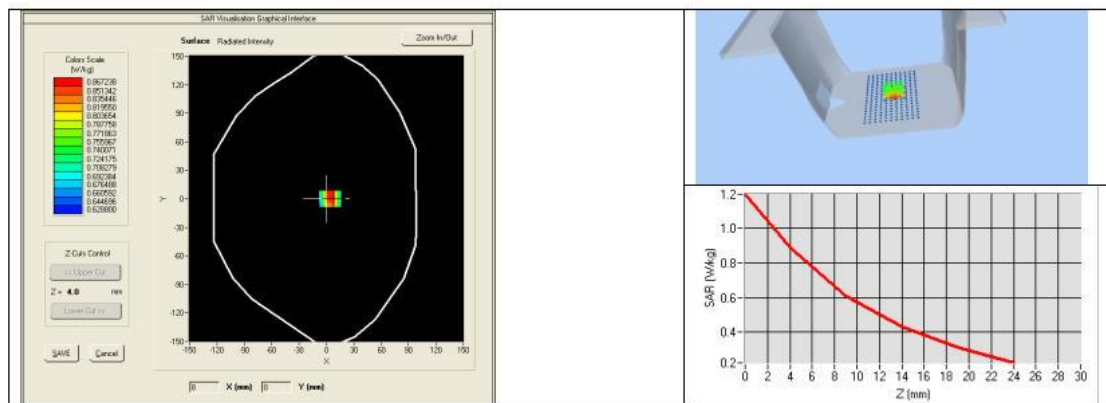 SAR Visualisation Graphical Interface
Surface Radiated Intensity
Zoom In/Out
Colors Scale
(W/kg)
0.867238
0.851342
0.835446
0.819550
0.803654
0.787758
0.771863
0.755967
0.740071
0.724175
0.708279
0.692384
0.676488
0.660592
0.644696
0.628800
Z-Cuts Control
<< Upper Cut
Z = 4.0 mm
Lower Cut >>
SAVE Cancel
150
120
90
60
30
0
-30
-60
-90
-120
-150
Y
-150 -120 -90 -60 -30 0 30 60 90 120 150
X
0 X (mm) 0 Y (mm)
1.2
1.0
0.8
0.6
0.4
0.2
SAR (W/kg)
0 2 4 6 8 10 12 14 16 18 20 22 24 26 28 30
Z (mm)